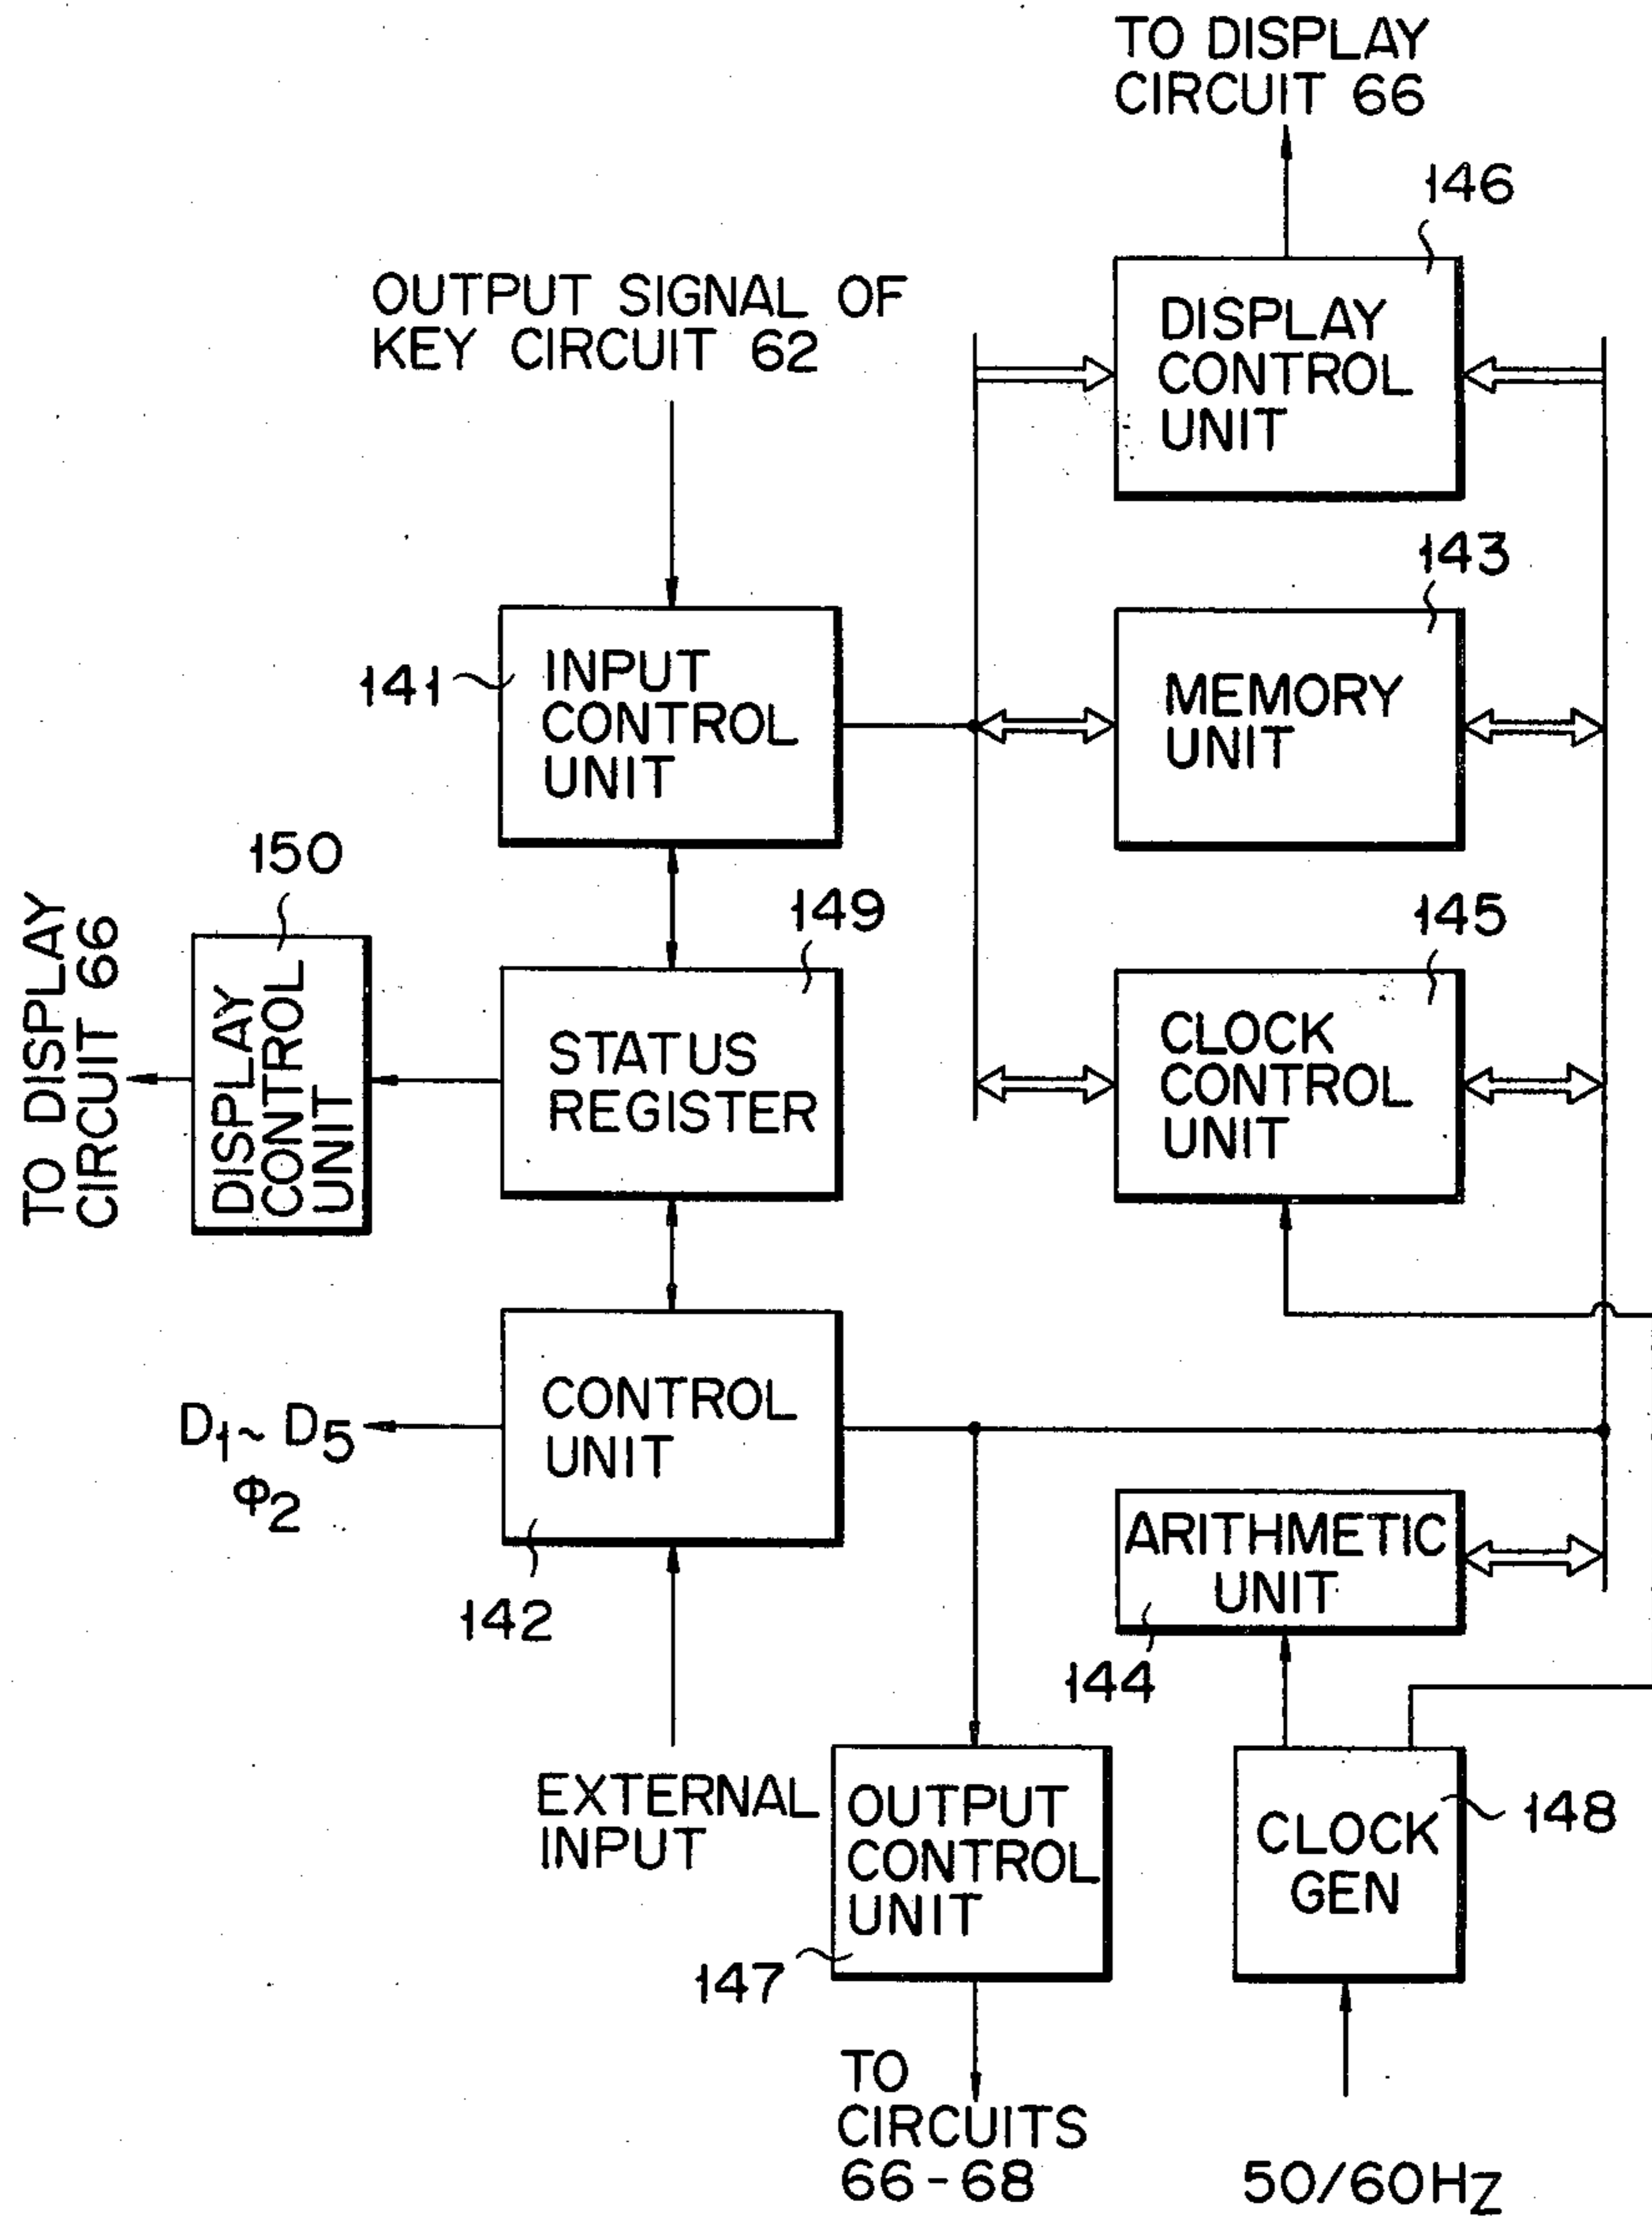 TO DISPLAY
CIRCUIT 66
146
OUTPUT SIGNAL OF
KEY CIRCUIT 62
DISPLAY
CONTROL
UNIT
143
141
INPUT
CONTROL
UNIT
MEMORY
UNIT
150
149
145
TO DISPLAY
CIRCUIT 66
DISPLAY
CONTROL
UNIT
STATUS
REGISTER
CLOCK
CONTROL
UNIT
D1~D5
Φ2
CONTROL
UNIT
142
ARITHMETIC
UNIT
144
EXTERNAL
INPUT
OUTPUT
CONTROL
UNIT
147
CLOCK
GEN
148
TO
CIRCUITS
66-68
50/60HZ